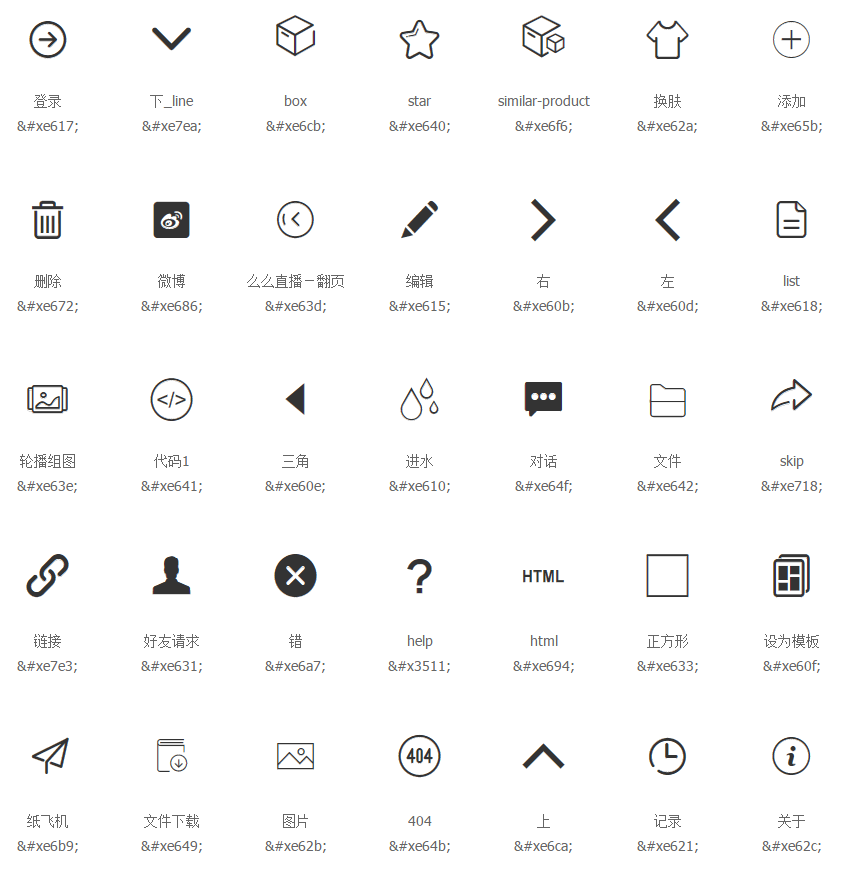 登录 下_line box star similar-product 换肤 添加
&#xe617; &#xe7ea; &#xe6cb; &#xe640; &#xe6f6; &#xe62a; &#xe65b;
删除 微博 么么直播－翻页 编辑 右 左 list
&#xe672; &#xe686; &#xe63d; &#xe615; &#xe60b; &#xe60d; &#xe618;
</>
轮播组图 代码1 三角 进水 对话 文件 skip
&#xe63e; &#xe641; &#xe60e; &#xe610; &#xe64f; &#xe642; &#xe718;
? HTML
链接 好友请求 错 help html 正方形 设为模板
&#xe7e3; &#xe631; &#xe6a7; &#x3511; &#xe694; &#xe633; &#xe60f;
404 i
纸飞机 文件下载 图片 404 上 记录 关于
&#xe6b9; &#xe649; &#xe62b; &#xe64b; &#xe6ca; &#xe621; &#xe62c;